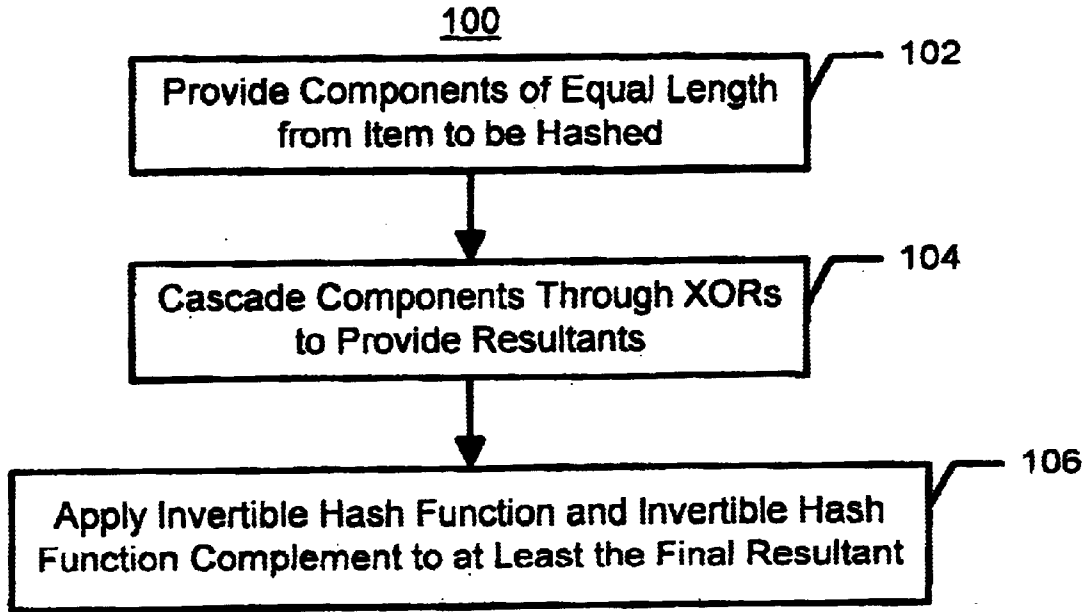 100
102
Provide Components of Equal Length
from Item to be Hashed
104
Cascade Components Through XORs
to Provide Resultants
106
Apply Invertible Hash Function and Invertible Hash
Function Complement to at Least the Final Resultant